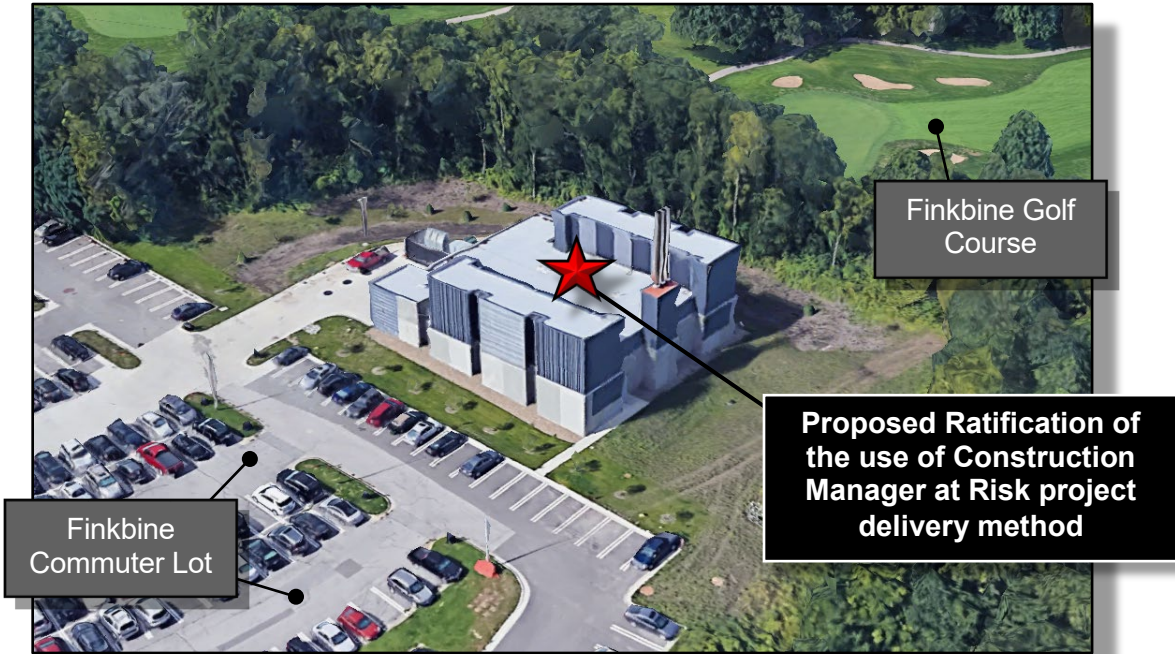 Finkbine Golf
Course
Proposed Ratification of
the use of Construction
Manager at Risk project
delivery method
Finkbine
Commuter Lot